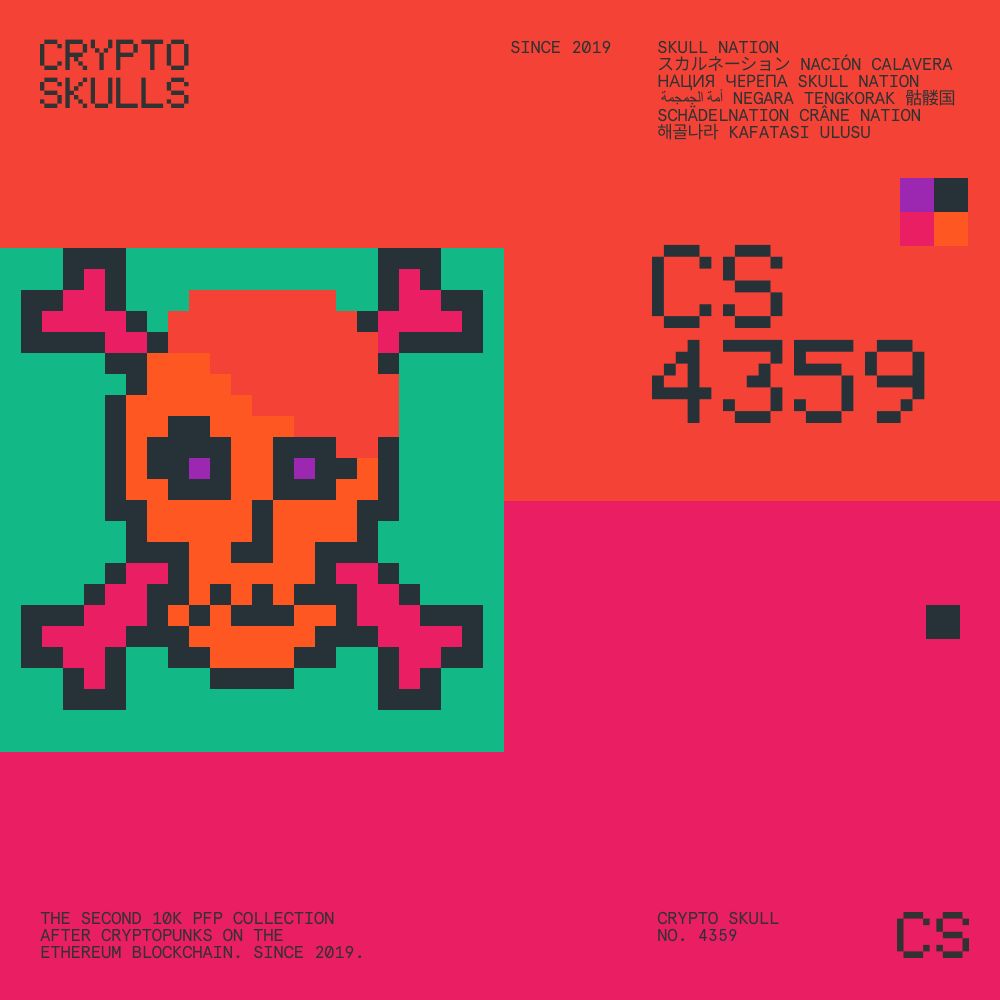 CRYPTO
SKULLS
SINCE 2019
SKULL NATION
スカルネーション NACIÓN CALAVERA
НАЦИЯ ЧЕРЕПА SKULL NATION
أمة الجمجمة NEGARA TENGKORAK 骷髅国
SCHÄDELNATION CRÂNE NATION
해골나라 KAFATASI ULUSU
CS
4359
THE SECOND 10K PFP COLLECTION
AFTER CRYPTOPUNKS ON THE
ETHEREUM BLOCKCHAIN. SINCE 2019.
CRYPTO SKULL
NO. 4359
CS